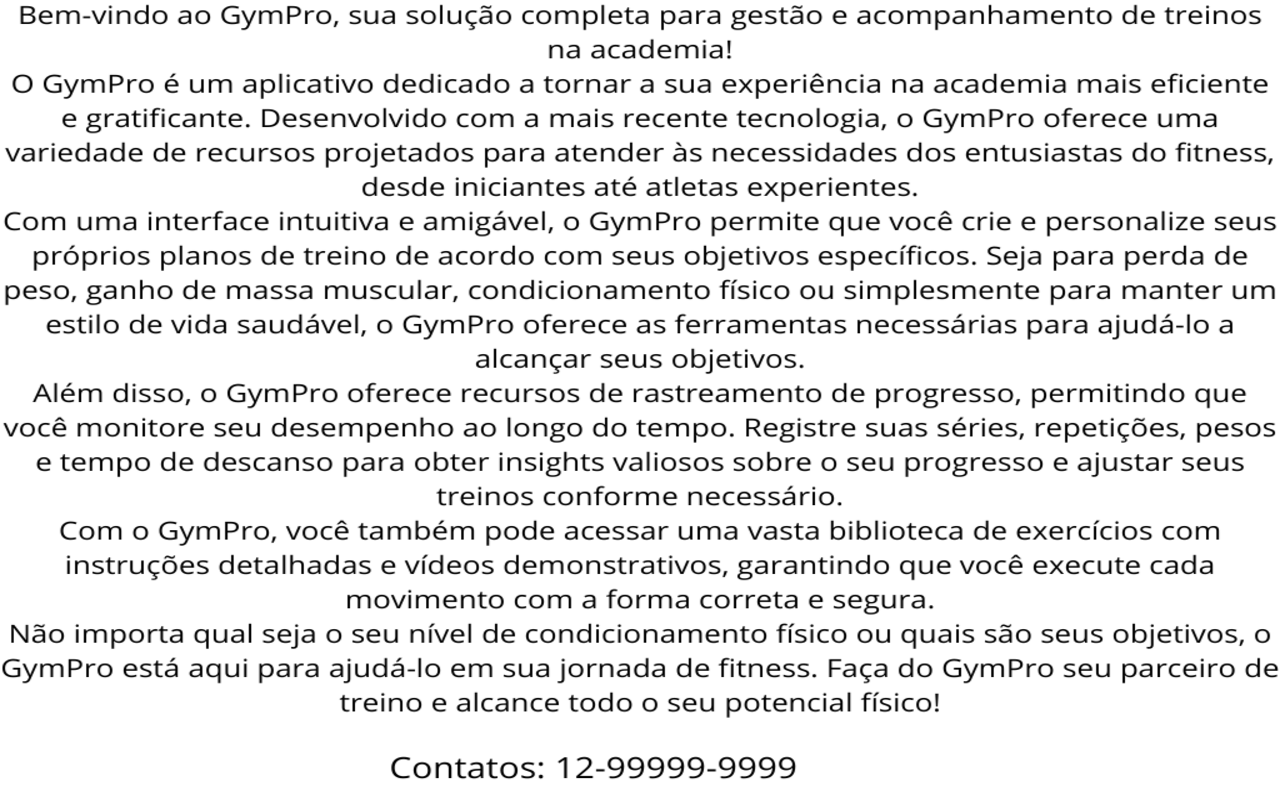 Bem-vindo ao GymPro, sua solução completa para gestão e acompanhamento de treinos
na academia!
O GymPro é um aplicativo dedicado a tornar a sua experiência na academia mais eficiente
e gratificante. Desenvolvido com a mais recente tecnologia, o GymPro oferece uma
variedade de recursos projetados para atender às necessidades dos entusiastas do fitness,
desde iniciantes até atletas experientes.
Com uma interface intuitiva e amigável, o GymPro permite que você crie e personalize seus
próprios planos de treino de acordo com seus objetivos específicos. Seja para perda de
peso, ganho de massa muscular, condicionamento físico ou simplesmente para manter um
estilo de vida saudável, o GymPro oferece as ferramentas necessárias para ajudá-lo a
alcançar seus objetivos.
Além disso, o GymPro oferece recursos de rastreamento de progresso, permitindo que
você monitore seu desempenho ao longo do tempo. Registre suas séries, repetições, pesos
e tempo de descanso para obter insights valiosos sobre o seu progresso e ajustar seus
treinos conforme necessário.
Com o GymPro, você também pode acessar uma vasta biblioteca de exercícios com
instruções detalhadas e vídeos demonstrativos, garantindo que você execute cada
movimento com a forma correta e segura.
Não importa qual seja o seu nível de condicionamento físico ou quais são seus objetivos, o
GymPro está aqui para ajudá-lo em sua jornada de fitness. Faça do GymPro seu parceiro de
treino e alcance todo o seu potencial físico!
Contatos: 12-99999-9999